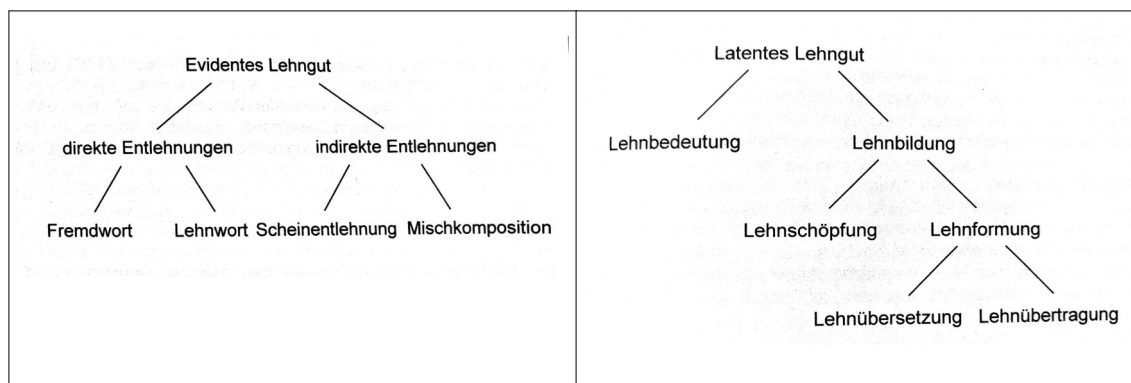 Evidentes Lehngut
direkte Entlehnungen indirekte Entlehnungen
Fremdwort Lehnwort Scheinentlehnung Mischkomposition
Latentes Lehngut
Lehnbedeutung Lehnbildung
Lehnschöpfung Lehnformung
Lehnübersetzung Lehnübertragung